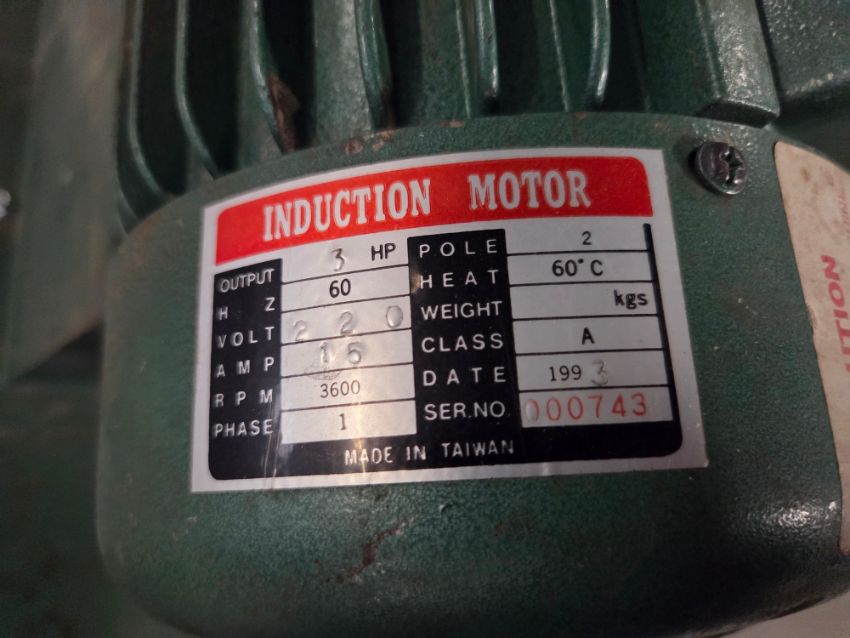 INDUCTION MOTOR
OUTPUT 3 HP POLE 2
HZ 60 HEAT 60°C
VOLT 220 WEIGHT kgs
AMP 15 CLASS A
RPM 3600 DATE 1993
PHASE 1 SER.NO. 000743
MADE IN TAIWAN